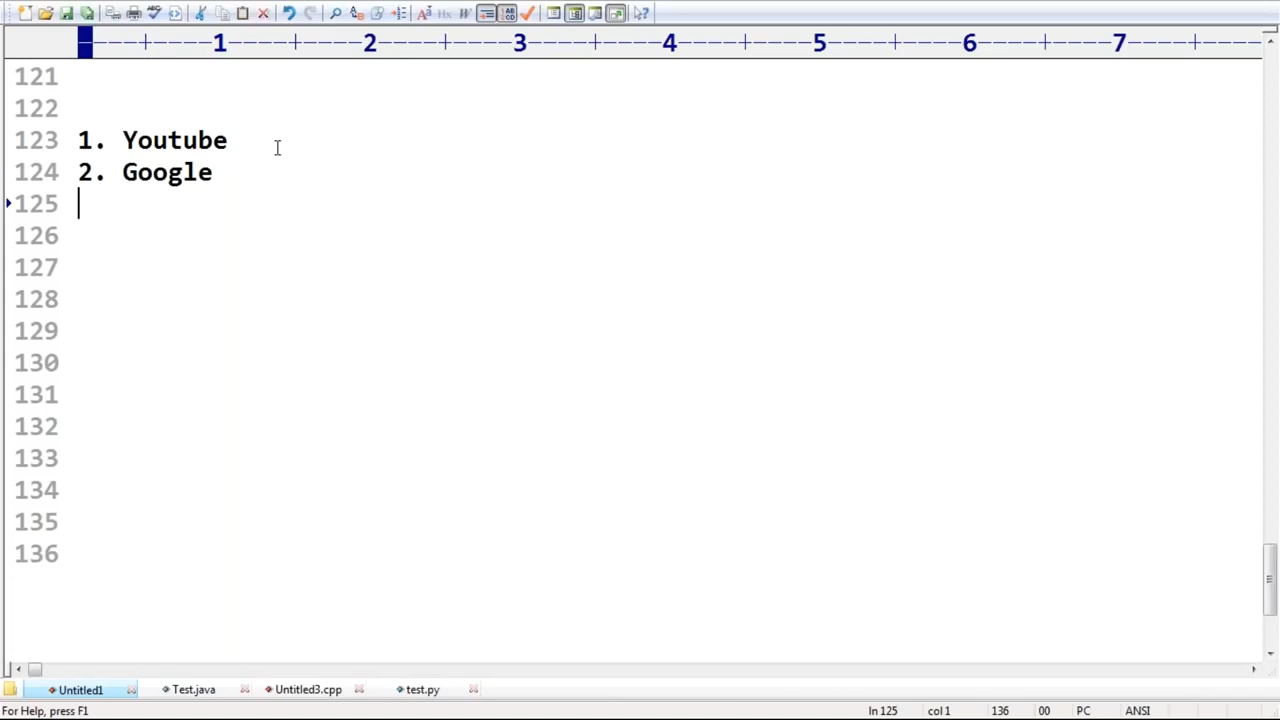 1 2 3 4 5 6 7
121
122
123 1. Youtube
124 2. Google
125
126
127
128
129
130
131
132
133
134
135
136
Untitled1 Test.java Untitled3.cpp test.py
For Help, press F1 ln 125 col 1 136 00 PC ANSI